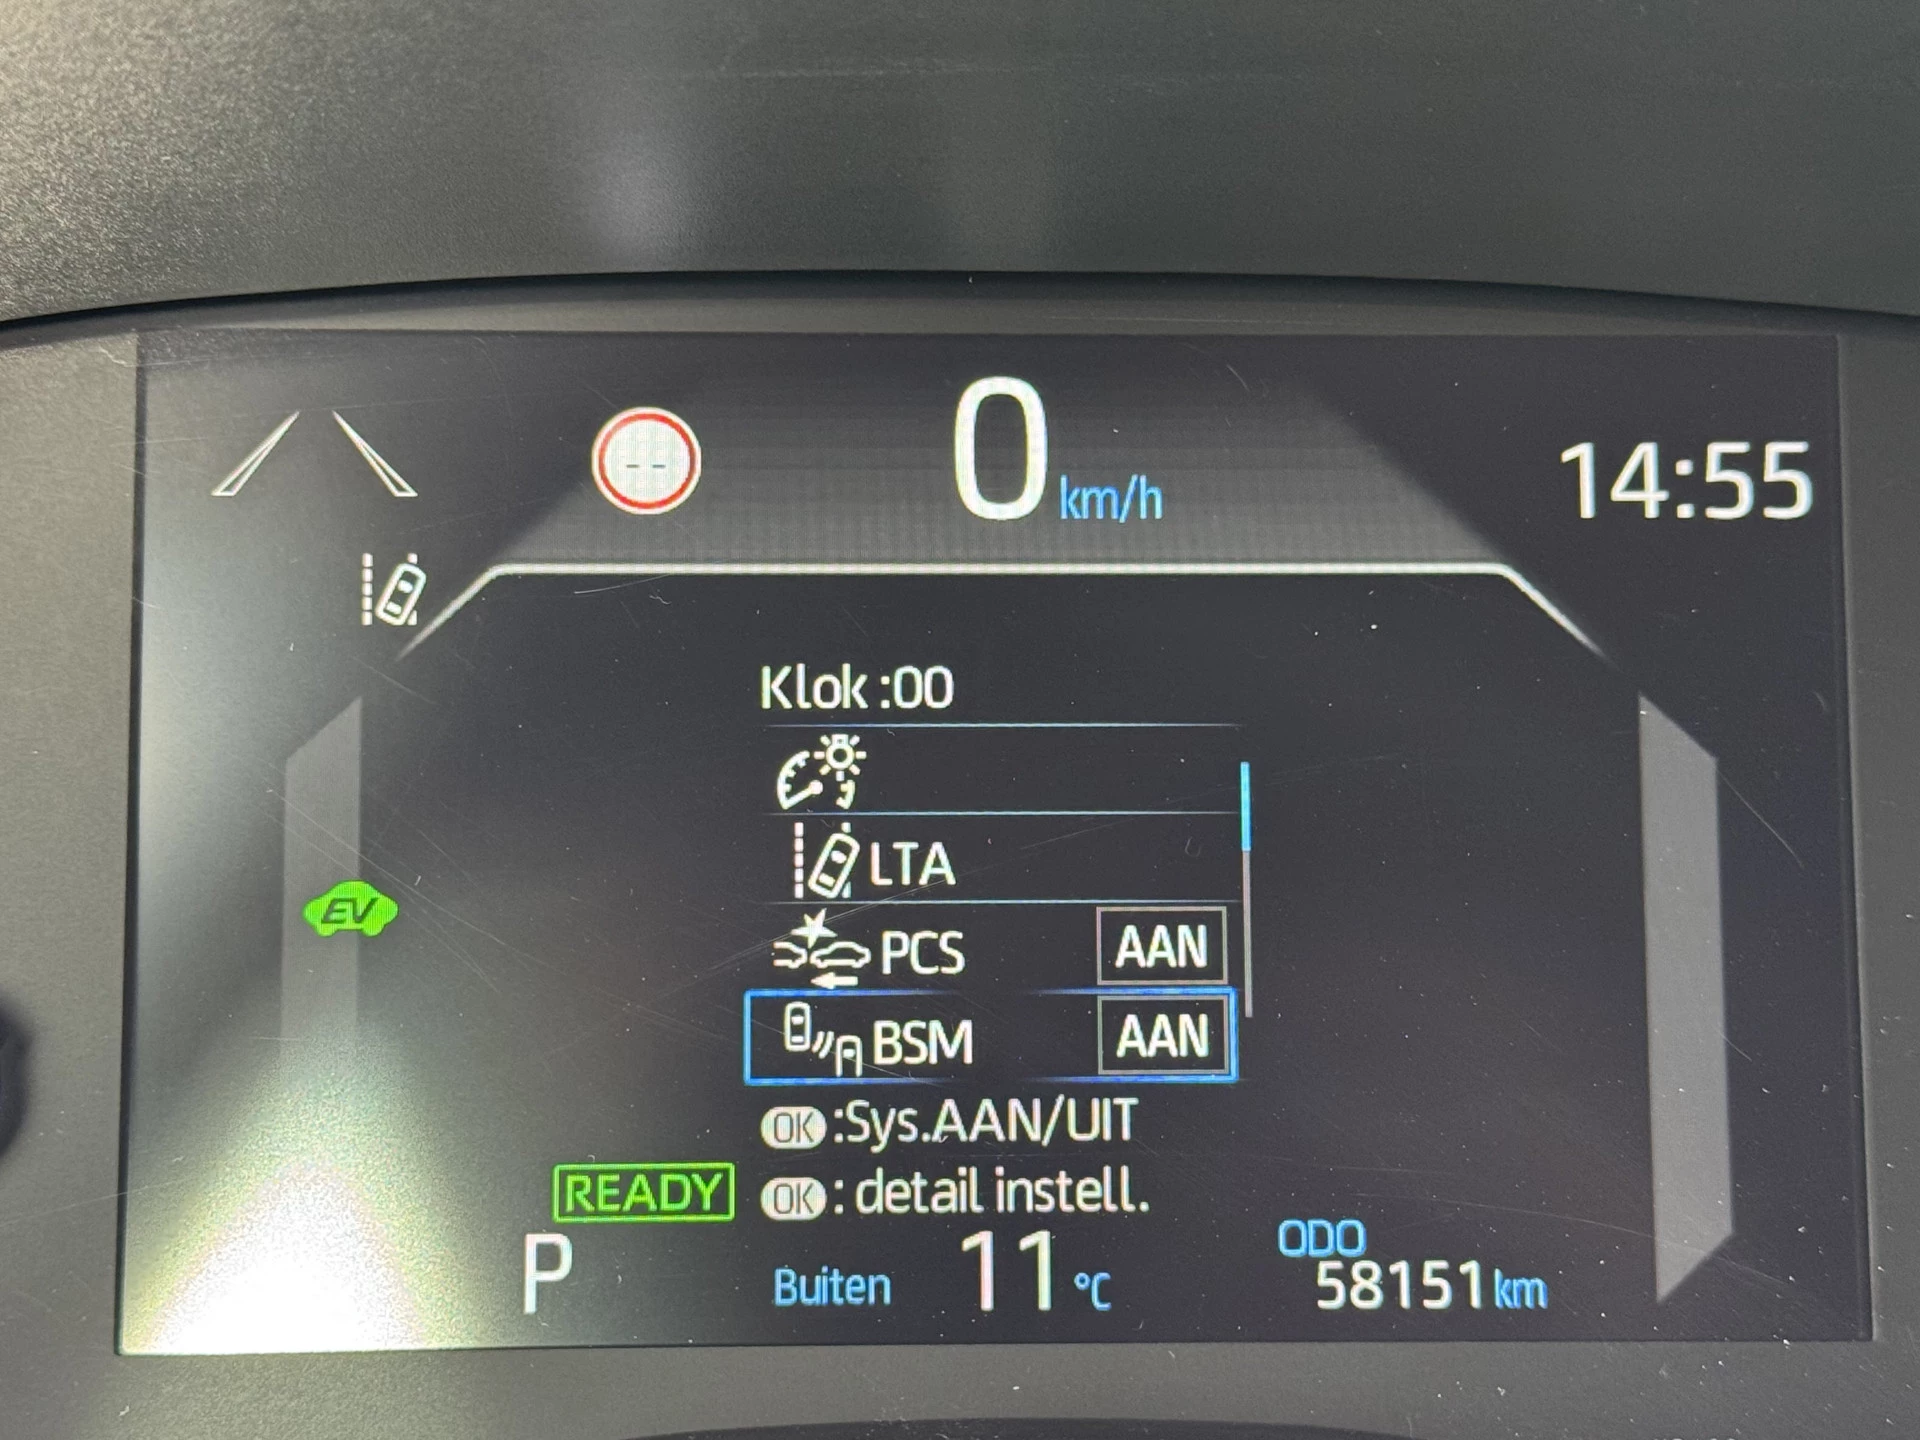 --
0 km/h
14:55
Klok :00
LTA
PCS AAN
BSM AAN
EV
OK :Sys.AAN/UIT
READY
OK : detail instell.
P
Buiten 11 °C
ODO
58151 km